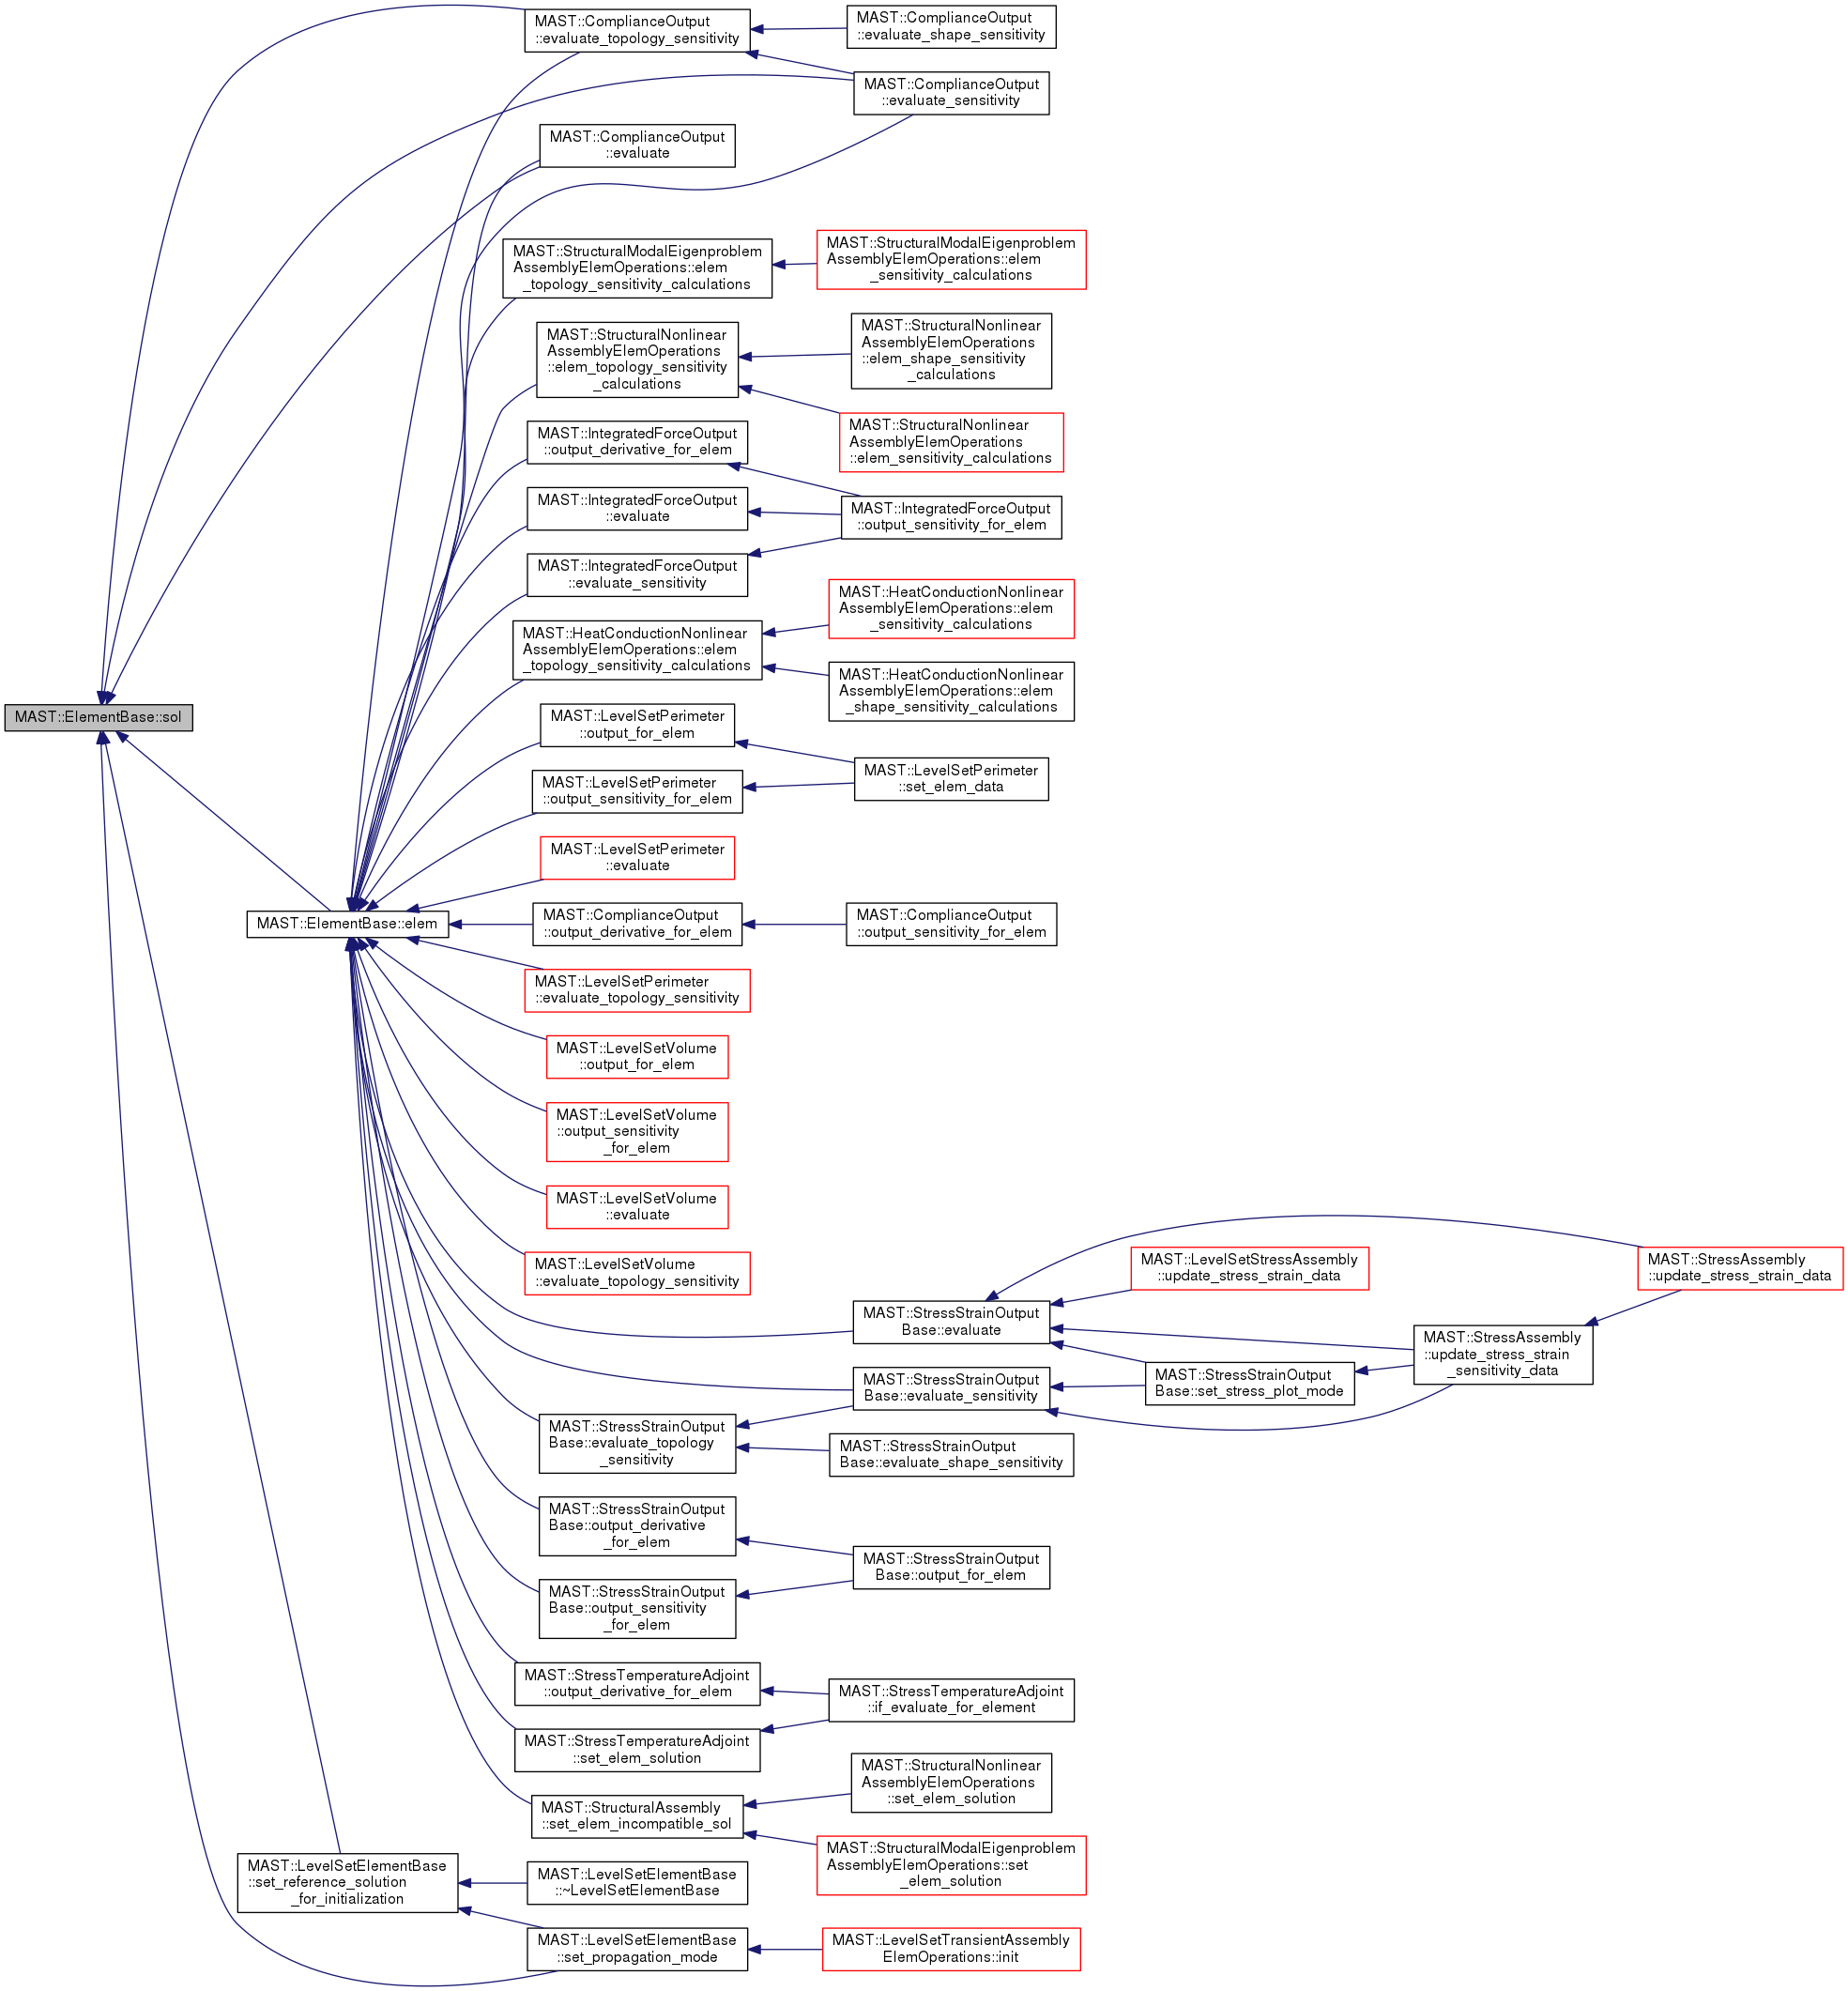 MAST::ComplianceOutput
::evaluate_topology_sensitivity
MAST::ComplianceOutput
::evaluate_shape_sensitivity
MAST::ComplianceOutput
::evaluate_sensitivity
MAST::ComplianceOutput
::evaluate
MAST::StructuralModalEigenproblem
AssemblyElemOperations::elem
_topology_sensitivity_calculations
MAST::StructuralModalEigenproblem
AssemblyElemOperations::elem
_sensitivity_calculations
MAST::StructuralNonlinear
AssemblyElemOperations
::elem_topology_sensitivity
_calculations
MAST::StructuralNonlinear
AssemblyElemOperations
::elem_shape_sensitivity
_calculations
MAST::StructuralNonlinear
AssemblyElemOperations
::elem_sensitivity_calculations
MAST::IntegratedForceOutput
::output_derivative_for_elem
MAST::IntegratedForceOutput
::evaluate
MAST::IntegratedForceOutput
::output_sensitivity_for_elem
MAST::IntegratedForceOutput
::evaluate_sensitivity
MAST::HeatConductionNonlinear
AssemblyElemOperations::elem
_topology_sensitivity_calculations
MAST::HeatConductionNonlinear
AssemblyElemOperations::elem
_sensitivity_calculations
MAST::HeatConductionNonlinear
AssemblyElemOperations::elem
_shape_sensitivity_calculations
MAST::ElementBase::sol
MAST::LevelSetPerimeter
::output_for_elem
MAST::LevelSetPerimeter
::output_sensitivity_for_elem
MAST::LevelSetPerimeter
::set_elem_data
MAST::LevelSetPerimeter
::evaluate
MAST::ElementBase::elem
MAST::ComplianceOutput
::output_derivative_for_elem
MAST::ComplianceOutput
::output_sensitivity_for_elem
MAST::LevelSetPerimeter
::evaluate_topology_sensitivity
MAST::LevelSetVolume
::output_for_elem
MAST::LevelSetVolume
::output_sensitivity
_for_elem
MAST::LevelSetVolume
::evaluate
MAST::LevelSetVolume
::evaluate_topology_sensitivity
MAST::StressStrainOutput
Base::evaluate
MAST::LevelSetStressAssembly
::update_stress_strain_data
MAST::StressAssembly
::update_stress_strain_data
MAST::StressAssembly
::update_stress_strain
_sensitivity_data
MAST::StressStrainOutput
Base::evaluate_sensitivity
MAST::StressStrainOutput
Base::set_stress_plot_mode
MAST::StressStrainOutput
Base::evaluate_topology
_sensitivity
MAST::StressStrainOutput
Base::evaluate_shape_sensitivity
MAST::StressStrainOutput
Base::output_derivative
_for_elem
MAST::StressStrainOutput
Base::output_for_elem
MAST::StressStrainOutput
Base::output_sensitivity
_for_elem
MAST::StressTemperatureAdjoint
::output_derivative_for_elem
MAST::StressTemperatureAdjoint
::if_evaluate_for_element
MAST::StressTemperatureAdjoint
::set_elem_solution
MAST::StructuralAssembly
::set_elem_incompatible_sol
MAST::StructuralNonlinear
AssemblyElemOperations
::set_elem_solution
MAST::StructuralModalEigenproblem
AssemblyElemOperations::set
_elem_solution
MAST::LevelSetElementBase
::set_reference_solution
_for_initialization
MAST::LevelSetElementBase
::~LevelSetElementBase
MAST::LevelSetElementBase
::set_propagation_mode
MAST::LevelSetTransientAssembly
ElemOperations::init